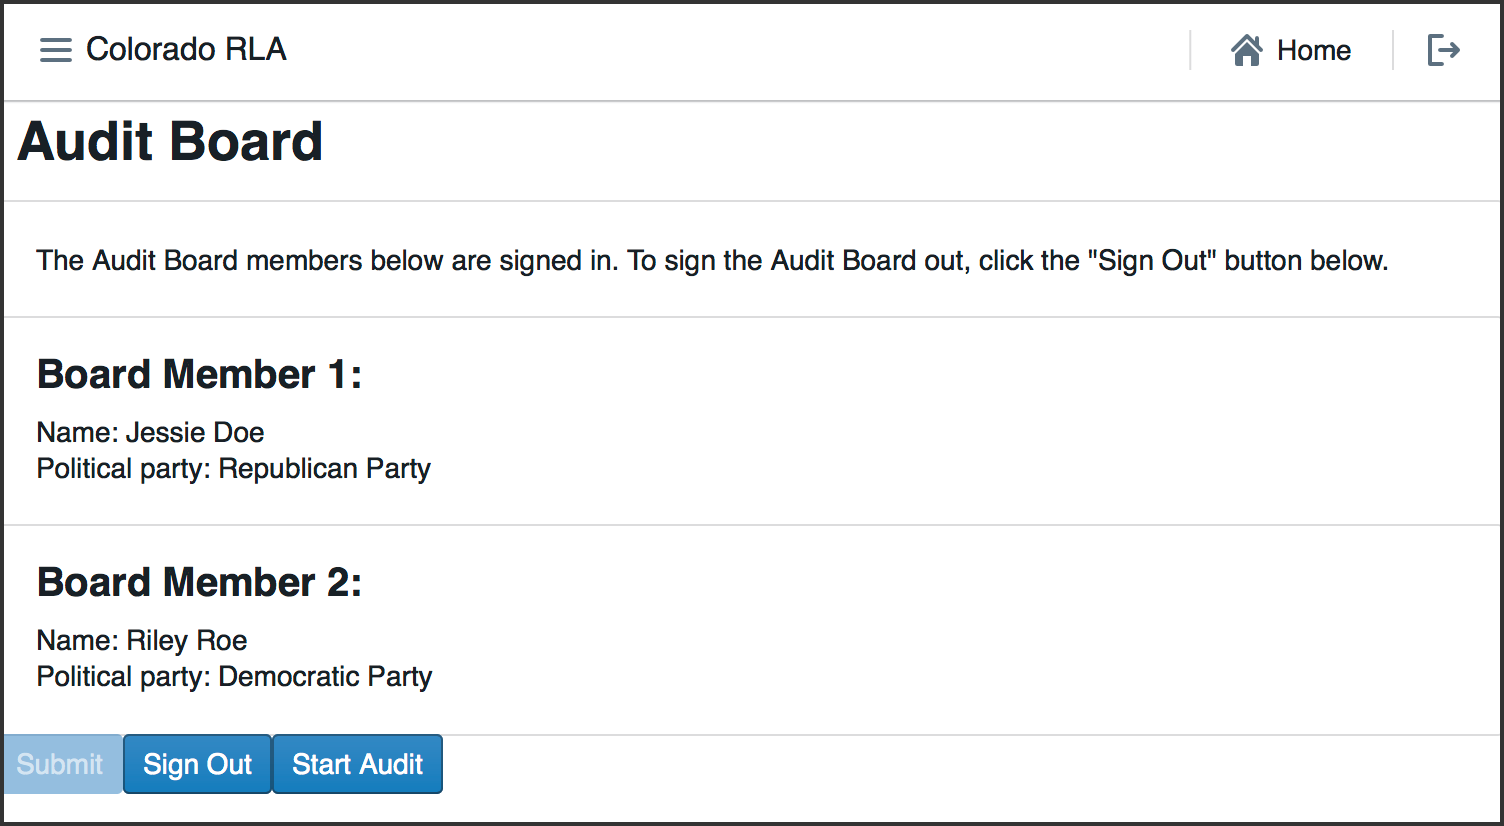 Colorado RLA
Home
Audit Board
The Audit Board members below are signed in. To sign the Audit Board out, click the "Sign Out" button below.
Board Member 1:
Name: Jessie Doe
Political party: Republican Party
Board Member 2:
Name: Riley Roe
Political party: Democratic Party
Submit Sign Out Start Audit